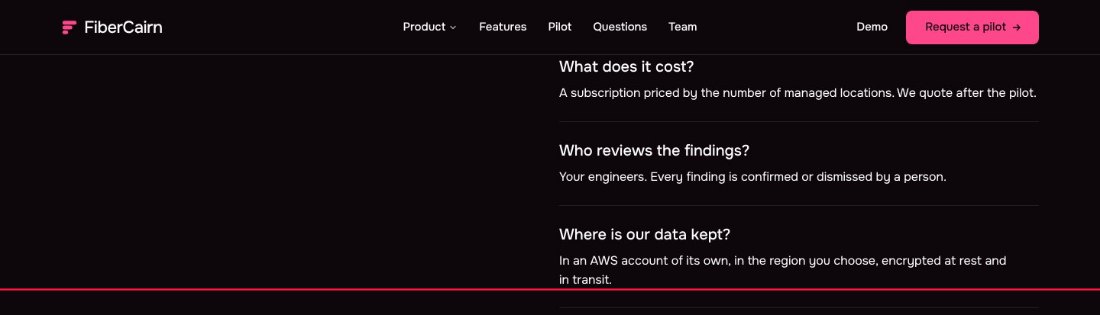 FiberCairn
Product
Features
Pilot
Questions
Team
Demo
Request a pilot →
What does it cost?
A subscription priced by the number of managed locations. We quote after the pilot.
Who reviews the findings?
Your engineers. Every finding is confirmed or dismissed by a person.
Where is our data kept?
In an AWS account of its own, in the region you choose, encrypted at rest and
in transit.